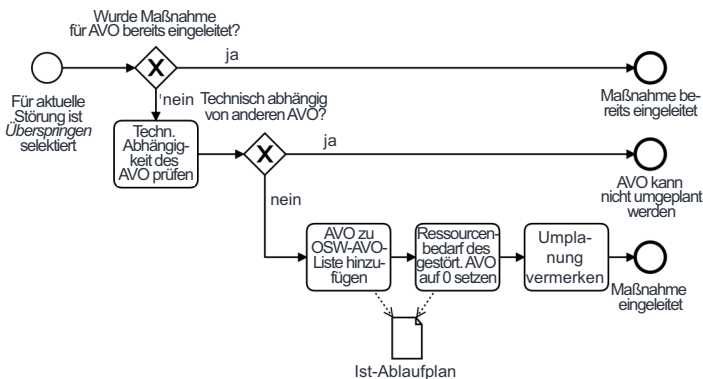 Wurde Maßnahme
für AVO bereits eingeleitet?
ja
Für aktuelle
Störung ist
Überspringen
selektiert
nein
Maßnahme be-
reits eingeleitet
Technisch abhängig
von anderen AVO?
Techn.
Abhängig-
keit des
AVO prüfen
ja
AVO kann
nicht umgeplant
werden
nein
AVO zu
OSW-AVO-
Liste hinzu-
fügen
Ressourcen-
bedarf des
gestört. AVO
auf 0 setzen
Umpla-
nung
vermerken
Maßnahme
eingeleitet
Ist-Ablaufplan